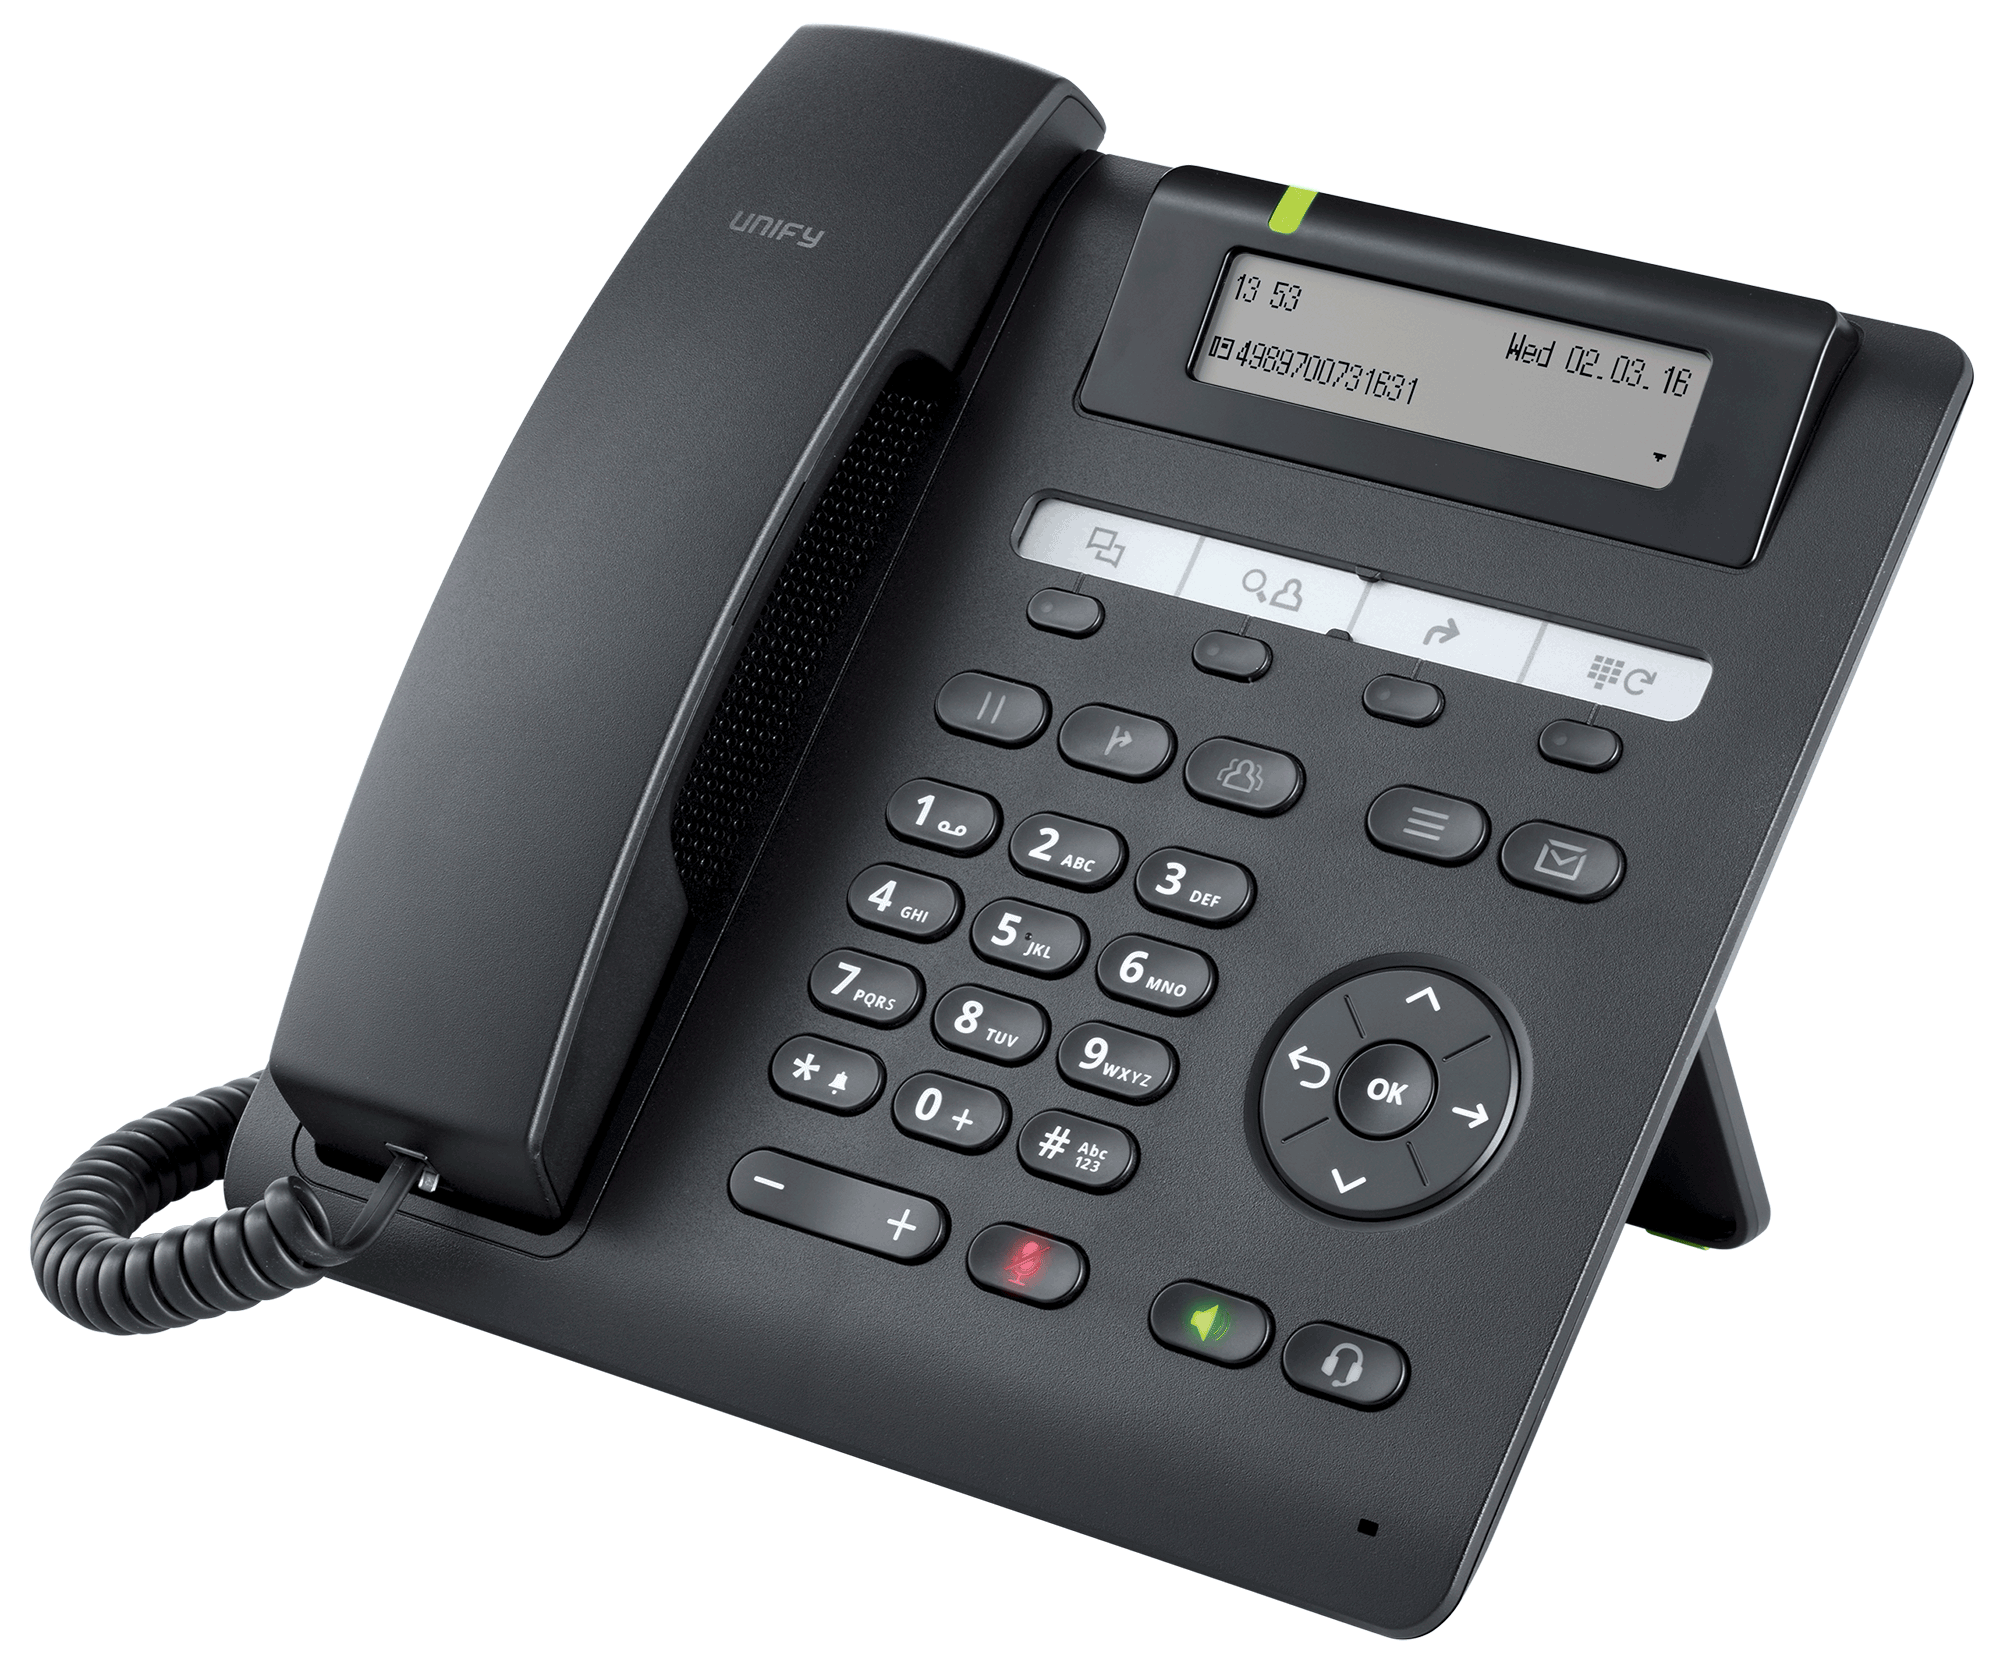 UNIFY
13 53
Wed 02.03.16
4989700731631
1
2 ABC
3 DEF
4 GHI
5 JKL
6 MNO
7 PQRS
8 TUV
9 WXYZ
*
0 +
# Abc 123
OK
− +